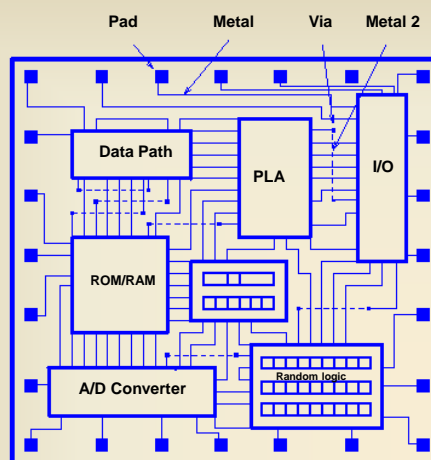 Pad Metal Via Metal 2
Data Path
PLA
I/O
ROM/RAM
Random logic
A/D Converter